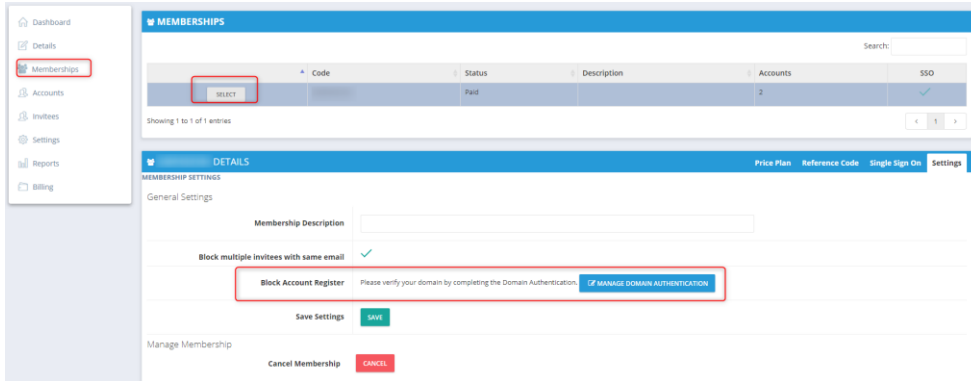 Dashboard
Details
Memberships
Accounts
Invitees
Settings
Reports
Billing
MEMBERSHIPS
Search:
Code Status Description Accounts SSO
SELECT Paid 2
Showing 1 to 1 of 1 entries
< 1 >
DETAILS
Price Plan Reference Code Single Sign On Settings
MEMBERSHIP SETTINGS
General Settings
Membership Description
Block multiple invitees with same email
Block Account Register Please verify your domain by completing the Domain Authentication. MANAGE DOMAIN AUTHENTICATION
Save Settings SAVE
Manage Membership
Cancel Membership CANCEL